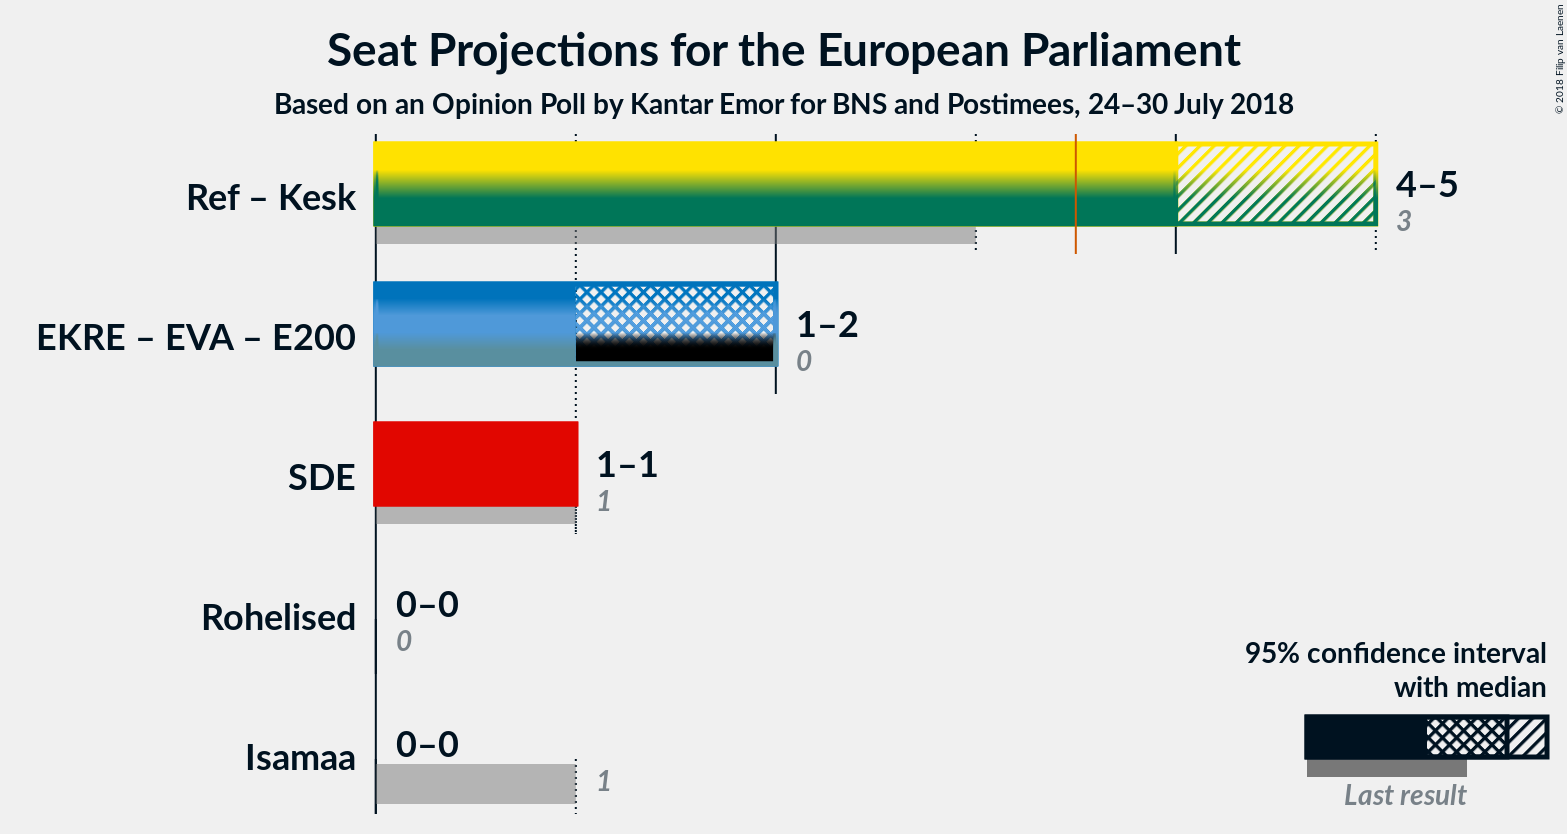 Seat Projections for the European Parliament
Based on an Opinion Poll by Kantar Emor for BNS and Postimees, 24–30 July 2018
© 2018 Filip van Laenen
Ref – Kesk
4–5
3
EKRE – EVA – E200
1–2
0
SDE
1–1
1
Rohelised
0–0
0
Isamaa
0–0
1
95% confidence interval
with median
Last result